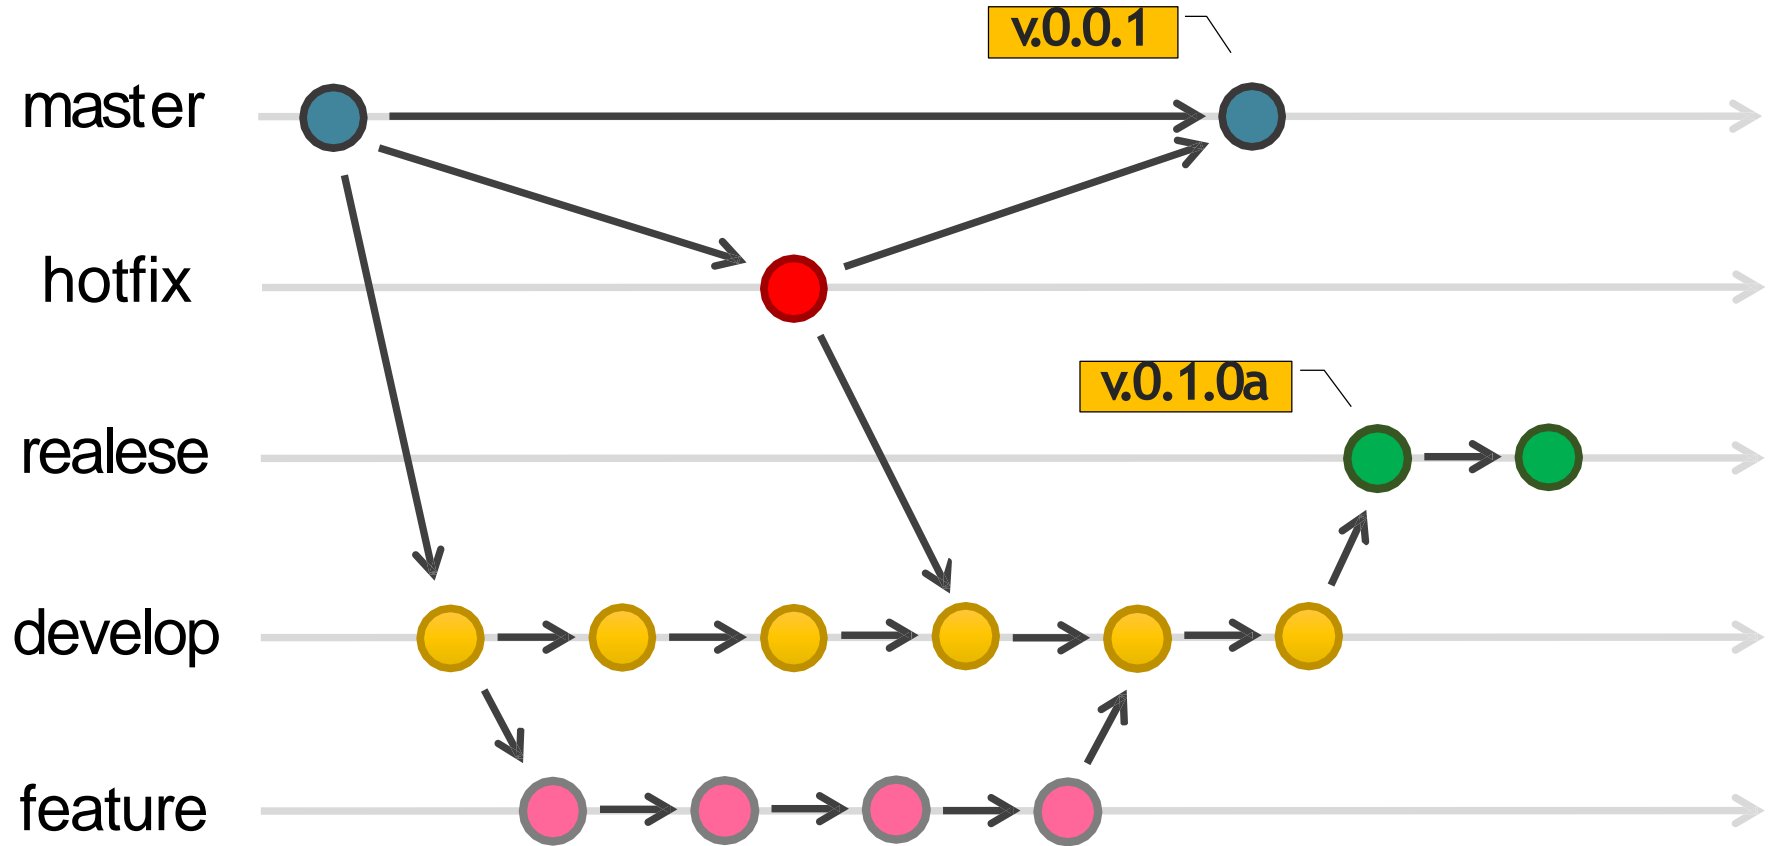 v.0.0.1
master
hotfix
v.0.1.0a
realese
develop
feature